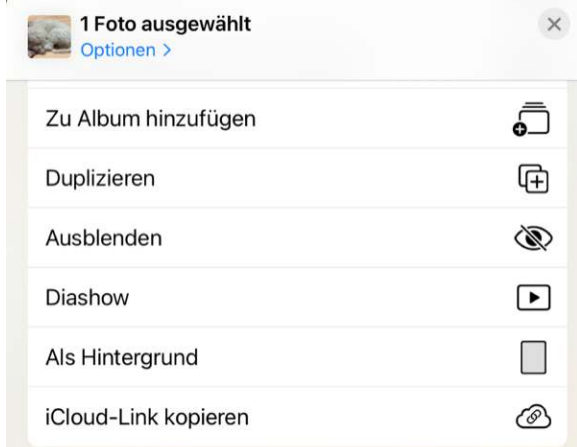 1 Foto ausgewählt
Optionen >
Zu Album hinzufügen
Duplizieren
Ausblenden
Diashow
Als Hintergrund
iCloud-Link kopieren